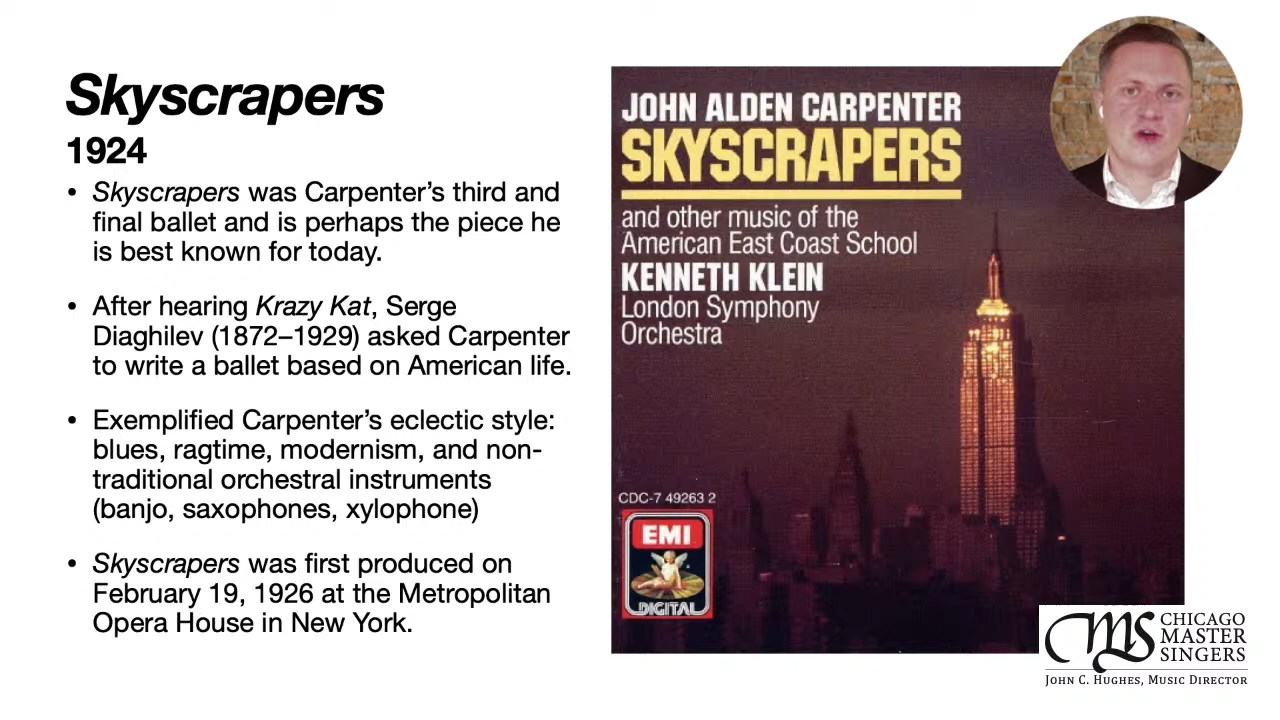 Skyscrapers
1924
• Skyscrapers was Carpenter's third and
final ballet and is perhaps the piece he
is best known for today.
• After hearing Krazy Kat, Serge
Diaghilev (1872–1929) asked Carpenter
to write a ballet based on American life.
• Exemplified Carpenter's eclectic style:
blues, ragtime, modernism, and non-
traditional orchestral instruments
(banjo, saxophones, xylophone)
• Skyscrapers was first produced on
February 19, 1926 at the Metropolitan
Opera House in New York.
JOHN ALDEN CARPENTER
SKYSCRAPERS
and other music of the
American East Coast School
KENNETH KLEIN
London Symphony
Orchestra
CDC-7 49263 2
EMI
DIGITAL
CMS
CHICAGO
MASTER
SINGERS
John C. Hughes, Music Director